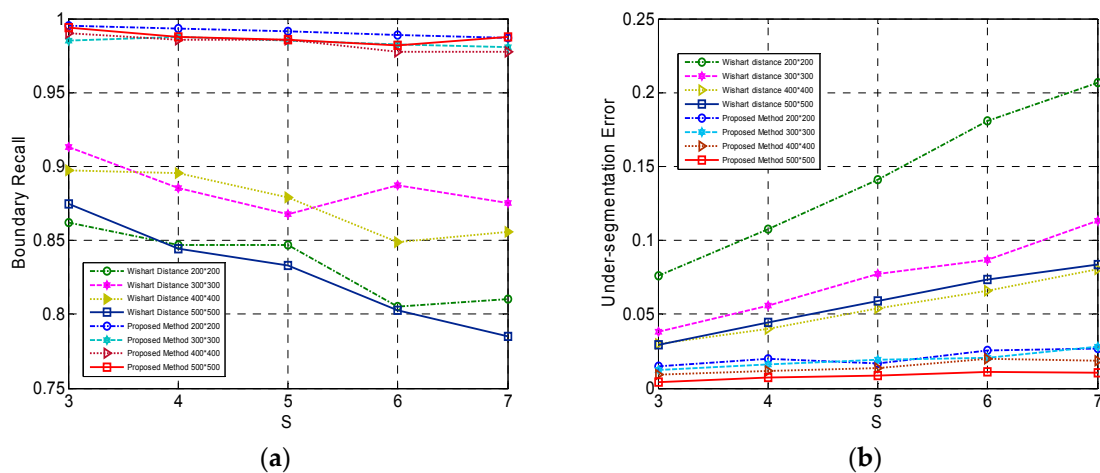 1
0.95
0.9
0.85
0.8
0.75
Boundary Recall
Wishart Distance 200*200
Wishart Distance 300*300
Wishart Distance 400*400
Wishart Distance 500*500
Proposed Method 200*200
Proposed Method 300*300
Proposed Method 400*400
Proposed Method 500*500
3 4 5 6 7
S
(a)
0.25
0.2
0.15
0.1
0.05
0
Under-segmentation Error
Wishart distance 200*200
Wishart distance 300*300
Wishart distance 400*400
Wishart distance 500*500
Proposed Method 200*200
Proposed Method 300*300
Proposed Method 400*400
Proposed Method 500*500
3 4 5 6 7
S
(b)